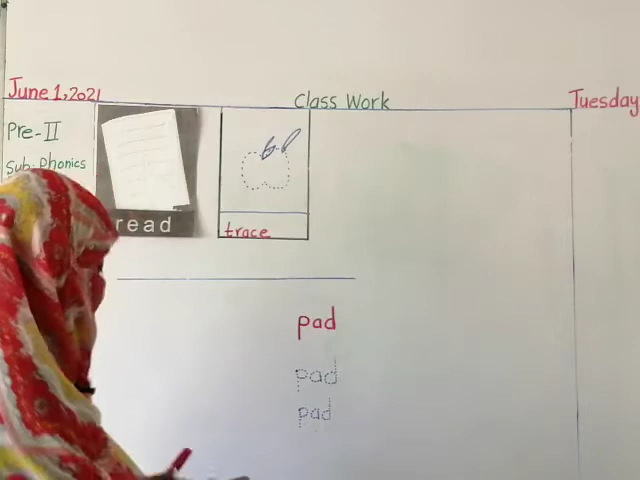 June 1, 2021
Class Work
Tuesday
Pre-II
Sub: Phonics
read
trace
pad
pad
pad